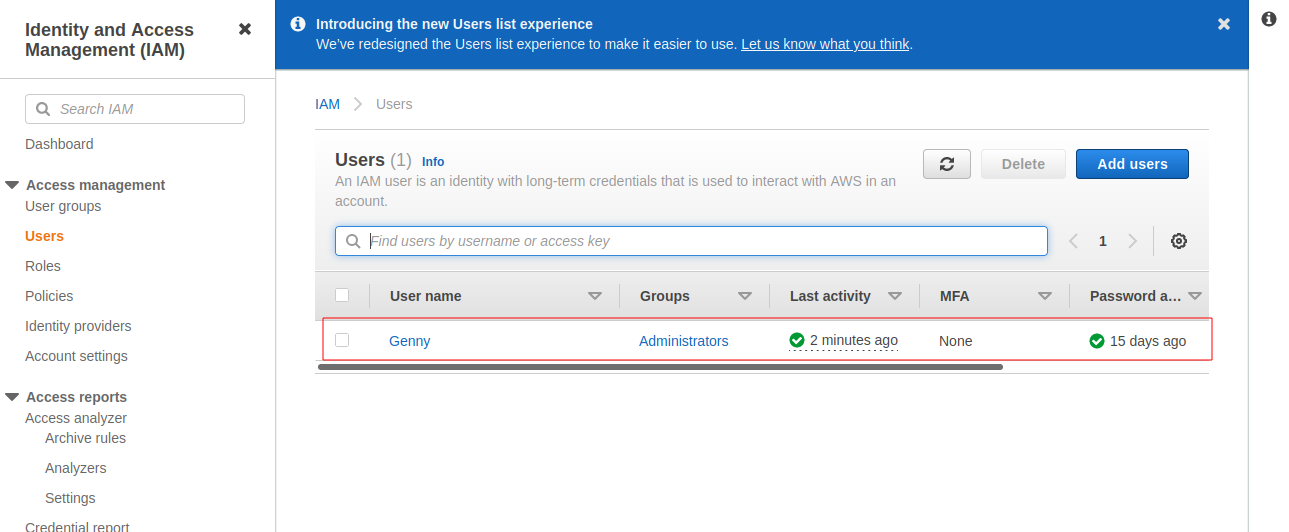 Identity and Access
Management (IAM)
Search IAM
Dashboard
Access management
User groups
Users
Roles
Policies
Identity providers
Account settings
Access reports
Access analyzer
Archive rules
Analyzers
Settings
Credential report
Introducing the new Users list experience
We've redesigned the Users list experience to make it easier to use. Let us know what you think.
IAM Users
Users (1) Info
An IAM user is an identity with long-term credentials that is used to interact with AWS in an
account.
Delete
Add users
Find users by username or access key
1
User name Groups Last activity MFA Password a...
Genny Administrators 2 minutes ago None 15 days ago